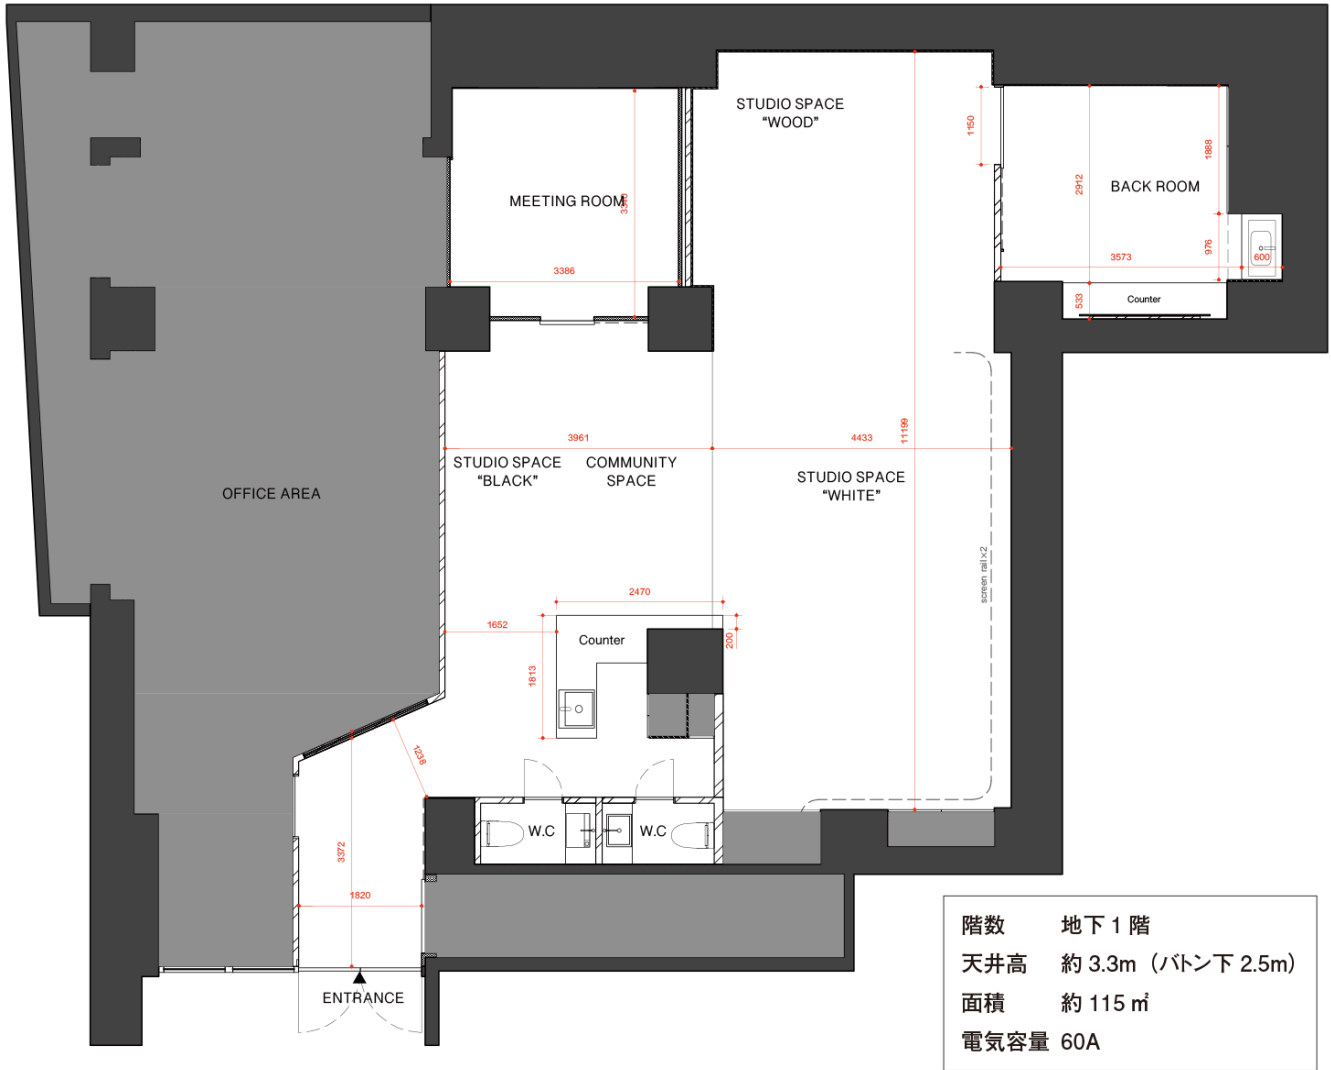 STUDIO SPACE
“WOOD”
1150
1888
2912
MEETING ROOM
BACK ROOM
976
3386
3573
600
533
Counter
11199
3961
4433
STUDIO SPACE
“BLACK”
COMMUNITY
SPACE
STUDIO SPACE
“WHITE”
OFFICE AREA
screen rail×2
2470
1652
Counter
200
1813
1238
W.C
W.C
3372
1820
ENTRANCE
階数 地下 1 階
天井高 約 3.3m（バトン下 2.5m）
面積 約 115 ㎡
電気容量 60A